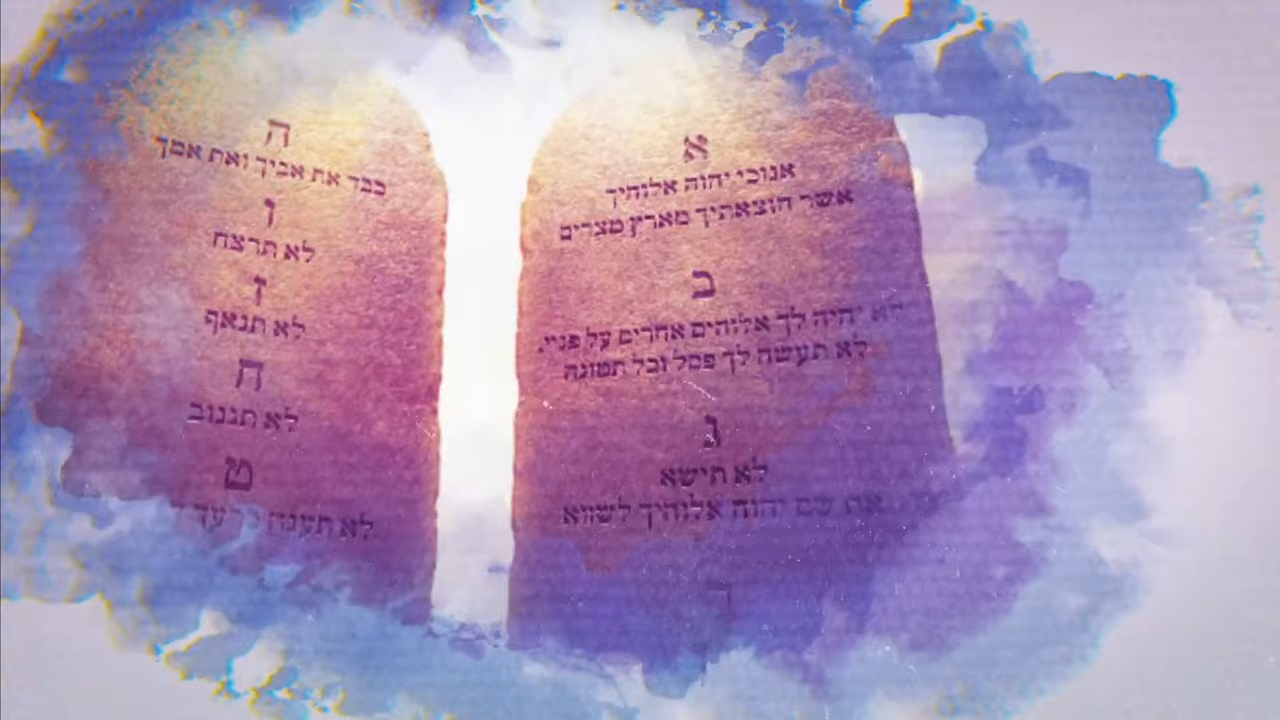 א
אנוכי יהוה אלוהיך
אשר הוצאתיך מארץ מצרים
ב
לא יהיה לך אלוהים אחרים על פניי.
לא תעשה לך פסל וכל תמונה
ג
לא תישא
את שם יהוה אלוהיך לשווא
ד
ה
כבד את אביך ואת אמך
ו
לא תרצח
ז
לא תנאף
ח
לא תגנוב
ט
לא תענה